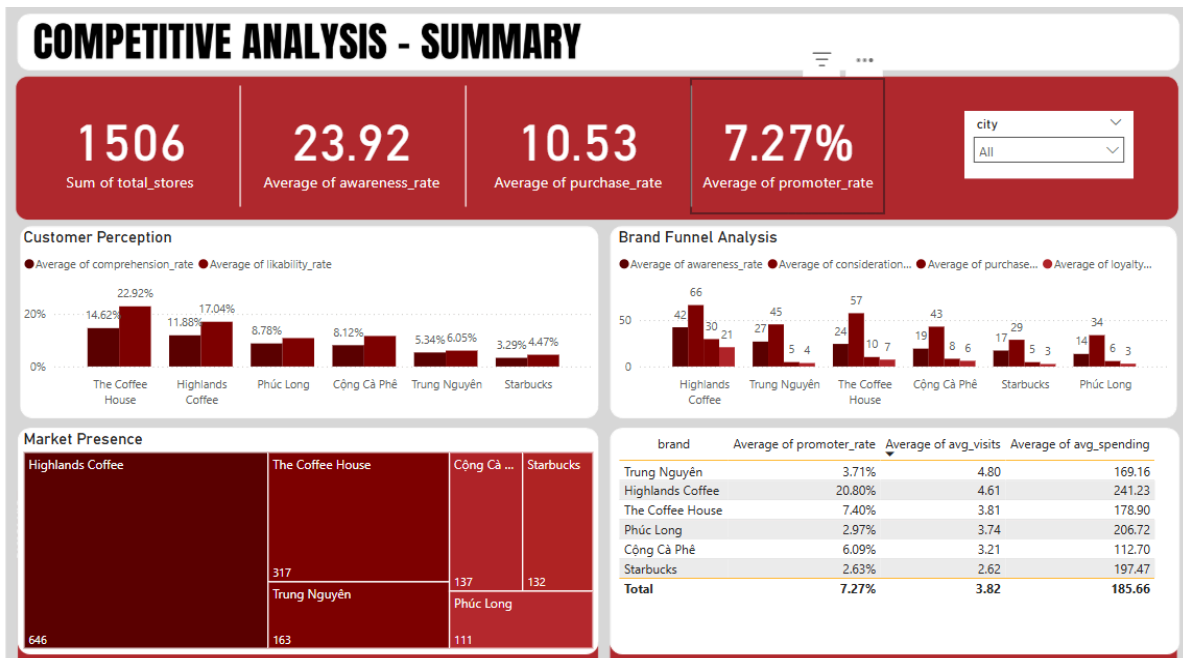 COMPETITIVE ANALYSIS - SUMMARY
1506
Sum of total_stores
23.92
Average of awareness_rate
10.53
Average of purchase_rate
7.27%
Average of promoter_rate
city
All
Customer Perception
Average of comprehension_rate Average of likability_rate
20%
0%
14.62% 22.92% 11.88% 17.04% 8.78% 8.12% 5.34% 6.05% 3.29% 4.47%
The Coffee House Highlands Coffee Phúc Long Cộng Cà Phê Trung Nguyên Starbucks
Brand Funnel Analysis
Average of awareness_rate Average of consideration... Average of purchase... Average of loyalty...
50
0
42 66 30 21 27 45 5 4 24 57 10 7 19 43 8 6 17 29 5 3 14 34 6 3
Highlands Coffee Trung Nguyên The Coffee House Cộng Cà Phê Starbucks Phúc Long
Market Presence
Highlands Coffee
646
The Coffee House
317
Trung Nguyên
163
Cộng Cà ...
137
Starbucks
132
Phúc Long
111
brand Average of promoter_rate Average of avg_visits Average of avg_spending
Trung Nguyên 3.71% 4.80 169.16
Highlands Coffee 20.80% 4.61 241.23
The Coffee House 7.40% 3.81 178.90
Phúc Long 2.97% 3.74 206.72
Cộng Cà Phê 6.09% 3.21 112.70
Starbucks 2.63% 2.62 197.47
Total 7.27% 3.82 185.66